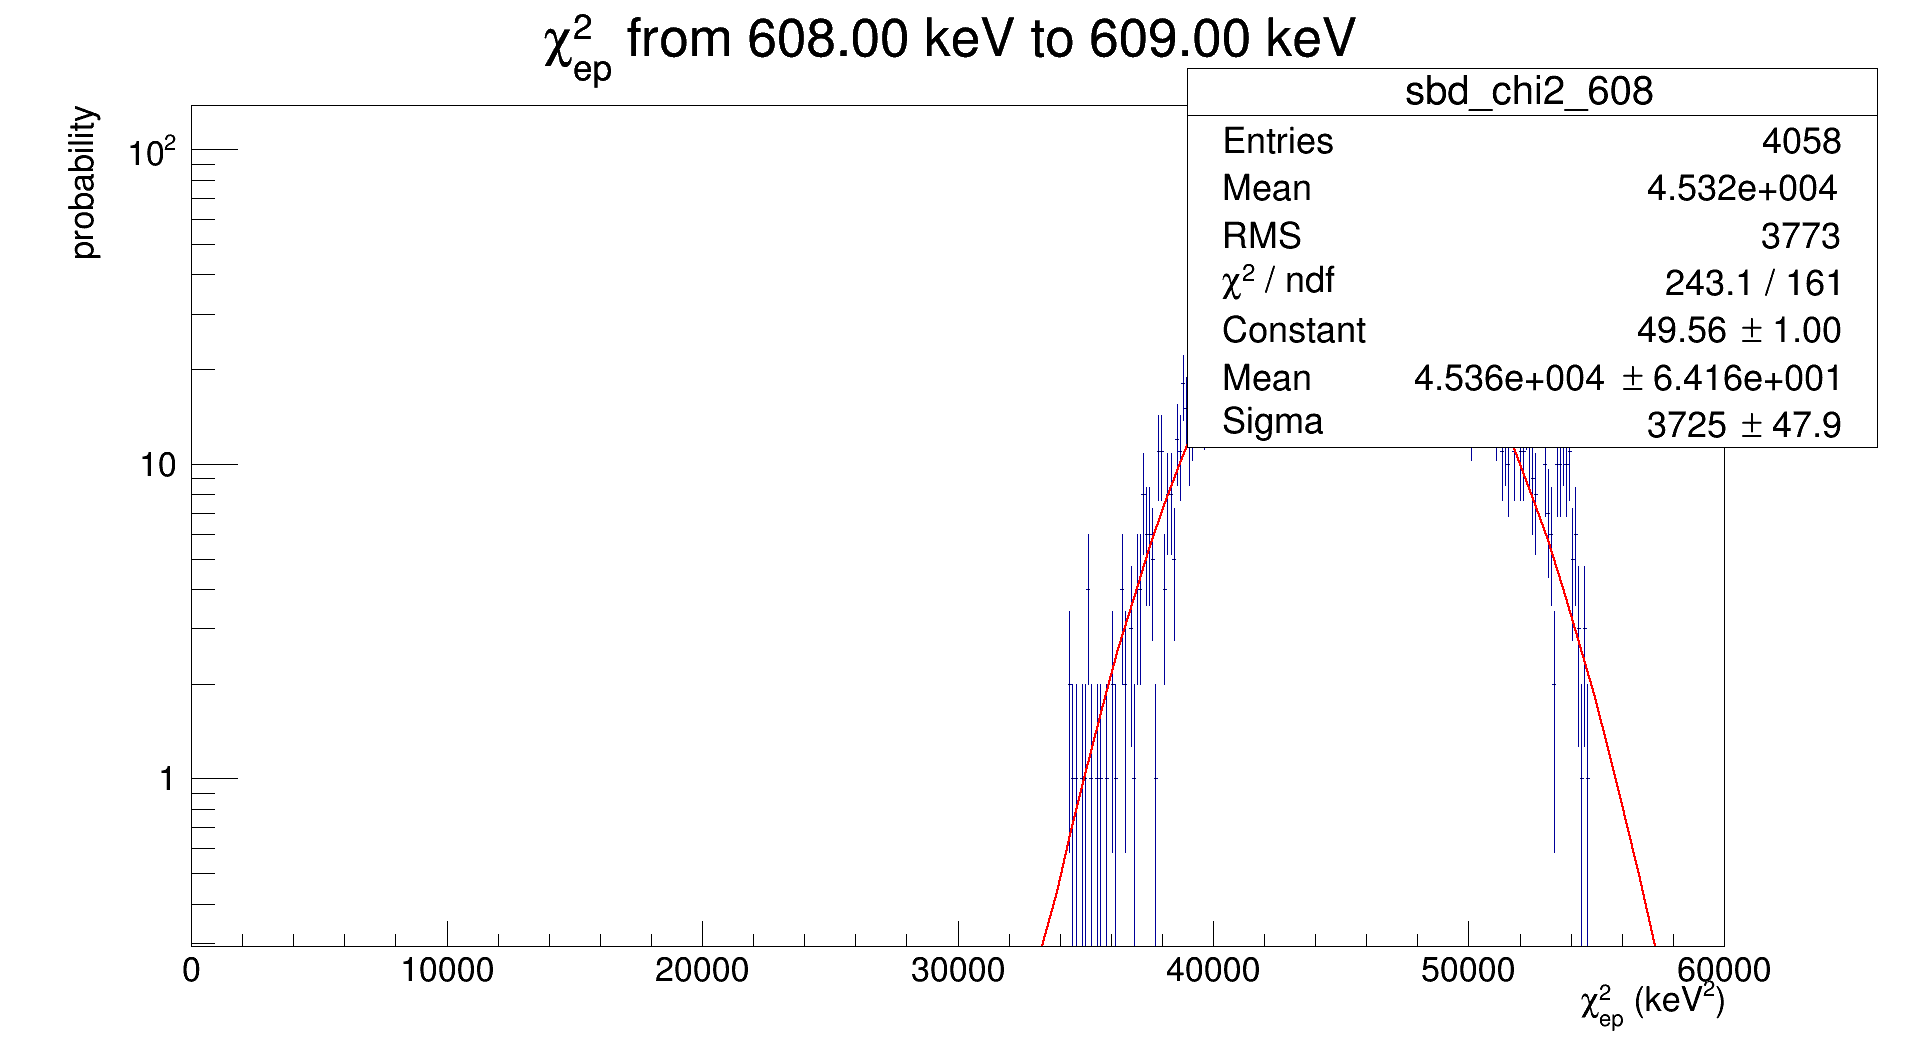 χ²ep from 608.00 keV to 609.00 keV
sbd_chi2_608
Entries 4058
Mean 4.532e+004
RMS 3773
χ² / ndf 243.1 / 161
Constant 49.56 ± 1.00
Mean 4.536e+004 ± 6.416e+001
Sigma 3725 ± 47.9
probability
10²
10
1
0 10000 20000 30000 40000 50000 60000
χ²ep (keV²)